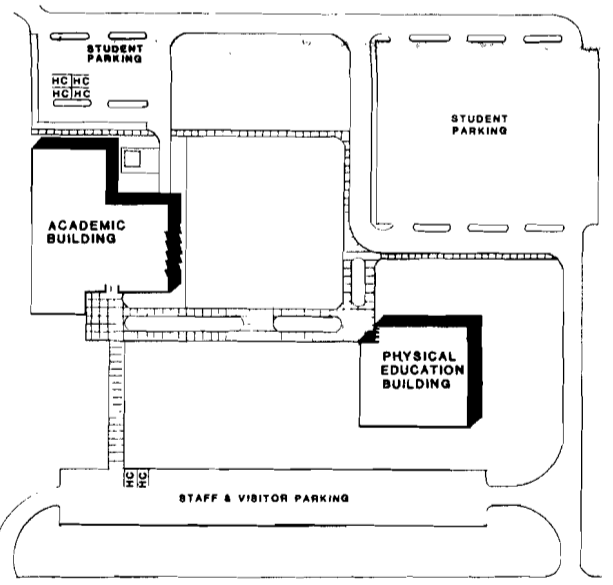 STUDENT
PARKING
HC HC
HC HC
STUDENT
PARKING
ACADEMIC
BUILDING
PHYSICAL
EDUCATION
BUILDING
HC HC
STAFF & VISITOR PARKING